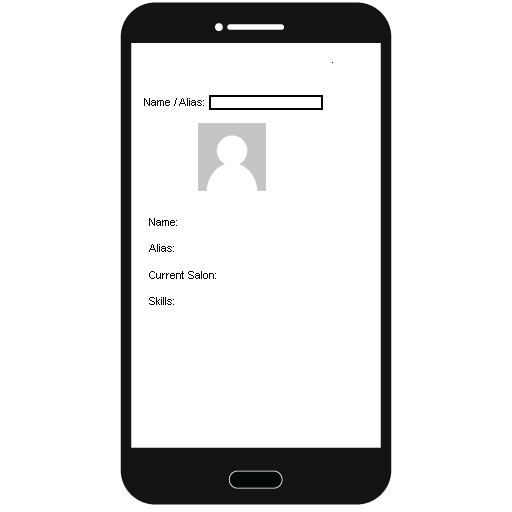 Name / Alias:
Name:
Alias:
Current Salon:
Skills: